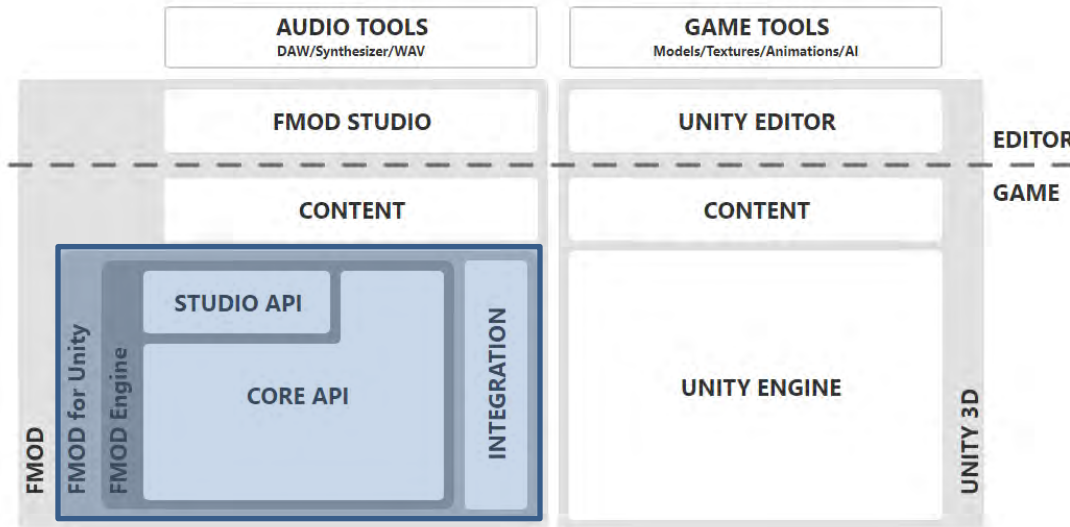 AUDIO TOOLS
DAW/Synthesizer/WAV
GAME TOOLS
Models/Textures/Animations/AI
FMOD STUDIO
UNITY EDITOR
EDITOR
GAME
CONTENT
CONTENT
STUDIO API
CORE API
INTEGRATION
FMOD Engine
FMOD for Unity
FMOD
UNITY ENGINE
UNITY 3D